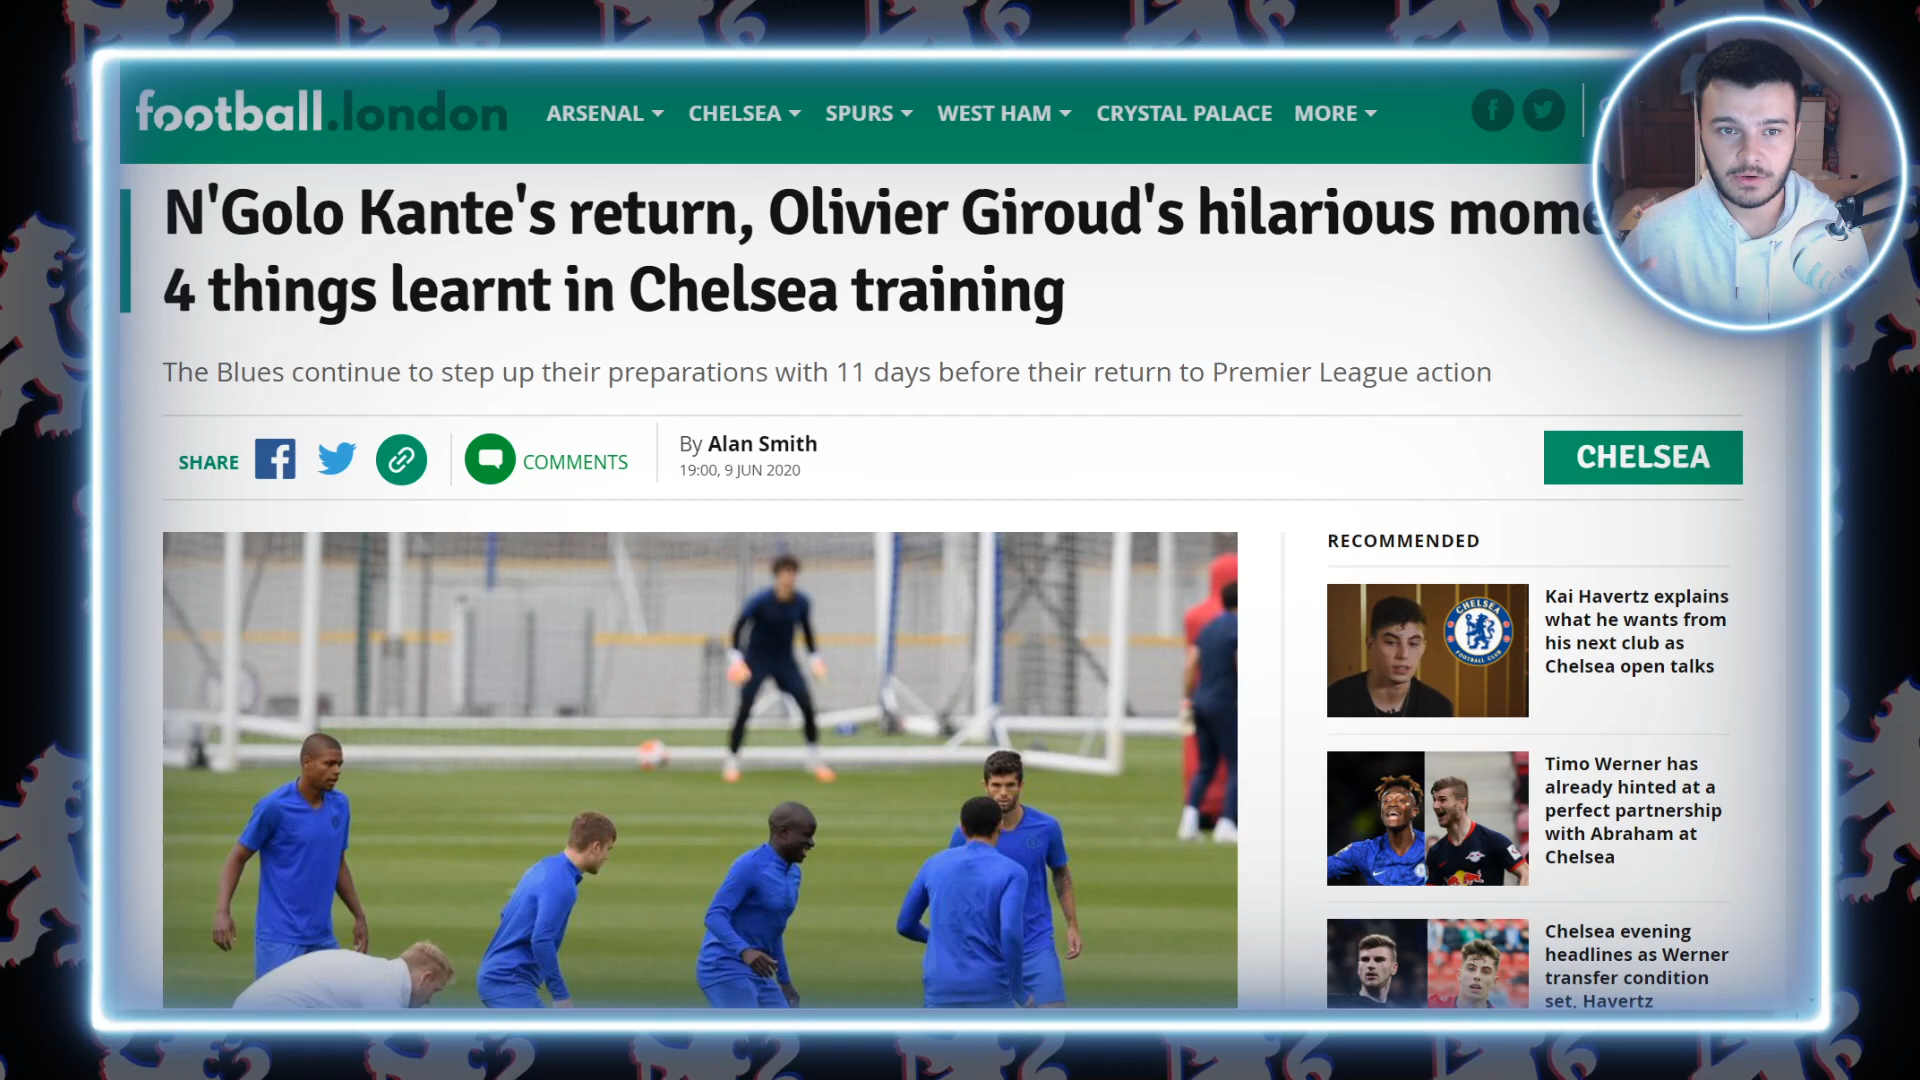 football.london
ARSENAL CHELSEA SPURS WEST HAM CRYSTAL PALACE MORE
N'Golo Kante's return, Olivier Giroud's hilarious
4 things learnt in Chelsea training
The Blues continue to step up their preparations with 11 days before their return to Premier League action
SHARE
COMMENTS
By Alan Smith
19:00, 9 JUN 2020
CHELSEA
RECOMMENDED
CHELSEA
FOOTBALL CLUB
Kai Havertz explains
what he wants from
his next club as
Chelsea open talks
Timo Werner has
already hinted at a
perfect partnership
with Abraham at
Chelsea
Chelsea evening
headlines as Werner
transfer condition
set, Havertz